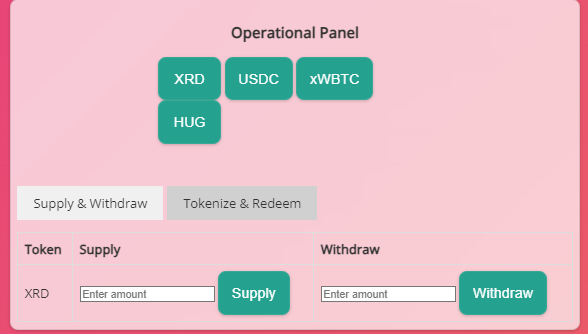 Operational Panel
XRD USDC xWBTC
HUG
Supply & Withdraw Tokenize & Redeem
Token Supply Withdraw
XRD Enter amount Supply Enter amount Withdraw